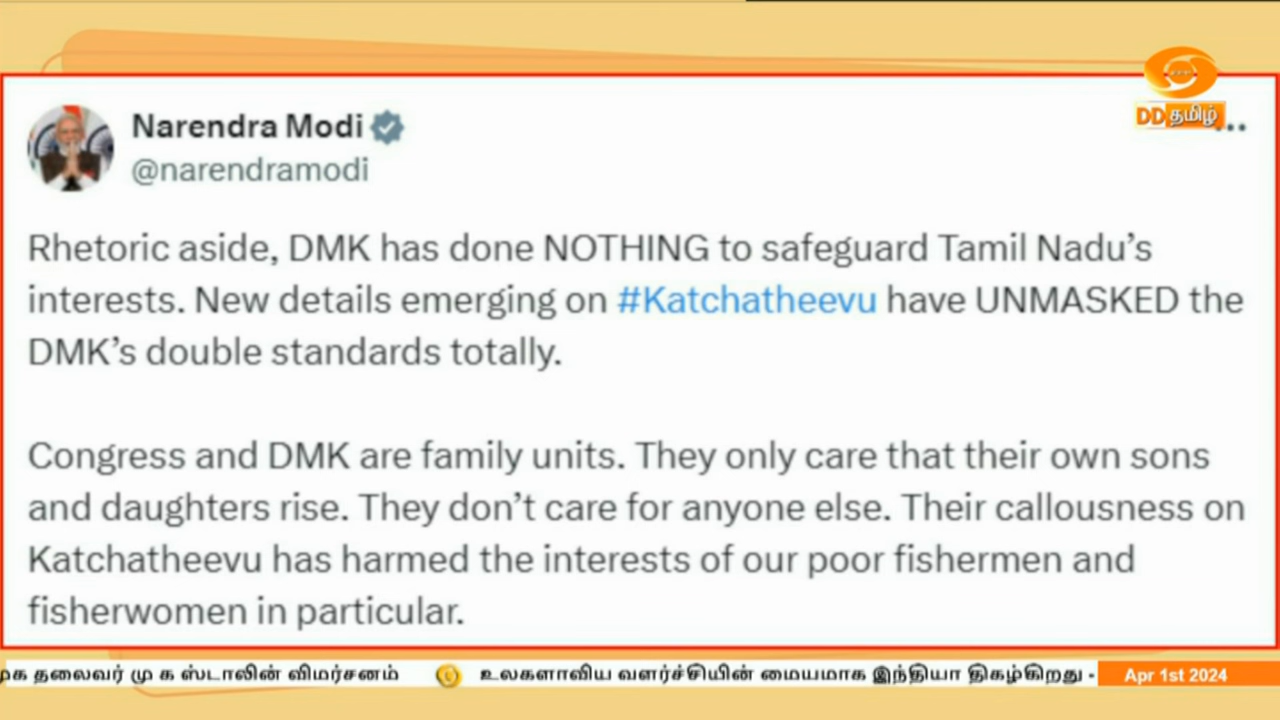 Narendra Modi
@narendramodi
DD தமிழ்
Rhetoric aside, DMK has done NOTHING to safeguard Tamil Nadu’s
interests. New details emerging on #Katchatheevu have UNMASKED the
DMK’s double standards totally.
Congress and DMK are family units. They only care that their own sons
and daughters rise. They don’t care for anyone else. Their callousness on
Katchatheevu has harmed the interests of our poor fishermen and
fisherwomen in particular.
தலைவர் மு க ஸ்டாலின் விமர்சனம் உலகளாவிய வளர்ச்சியின் மையமாக இந்தியா திகழ்கிறது - Apr 1st 2024